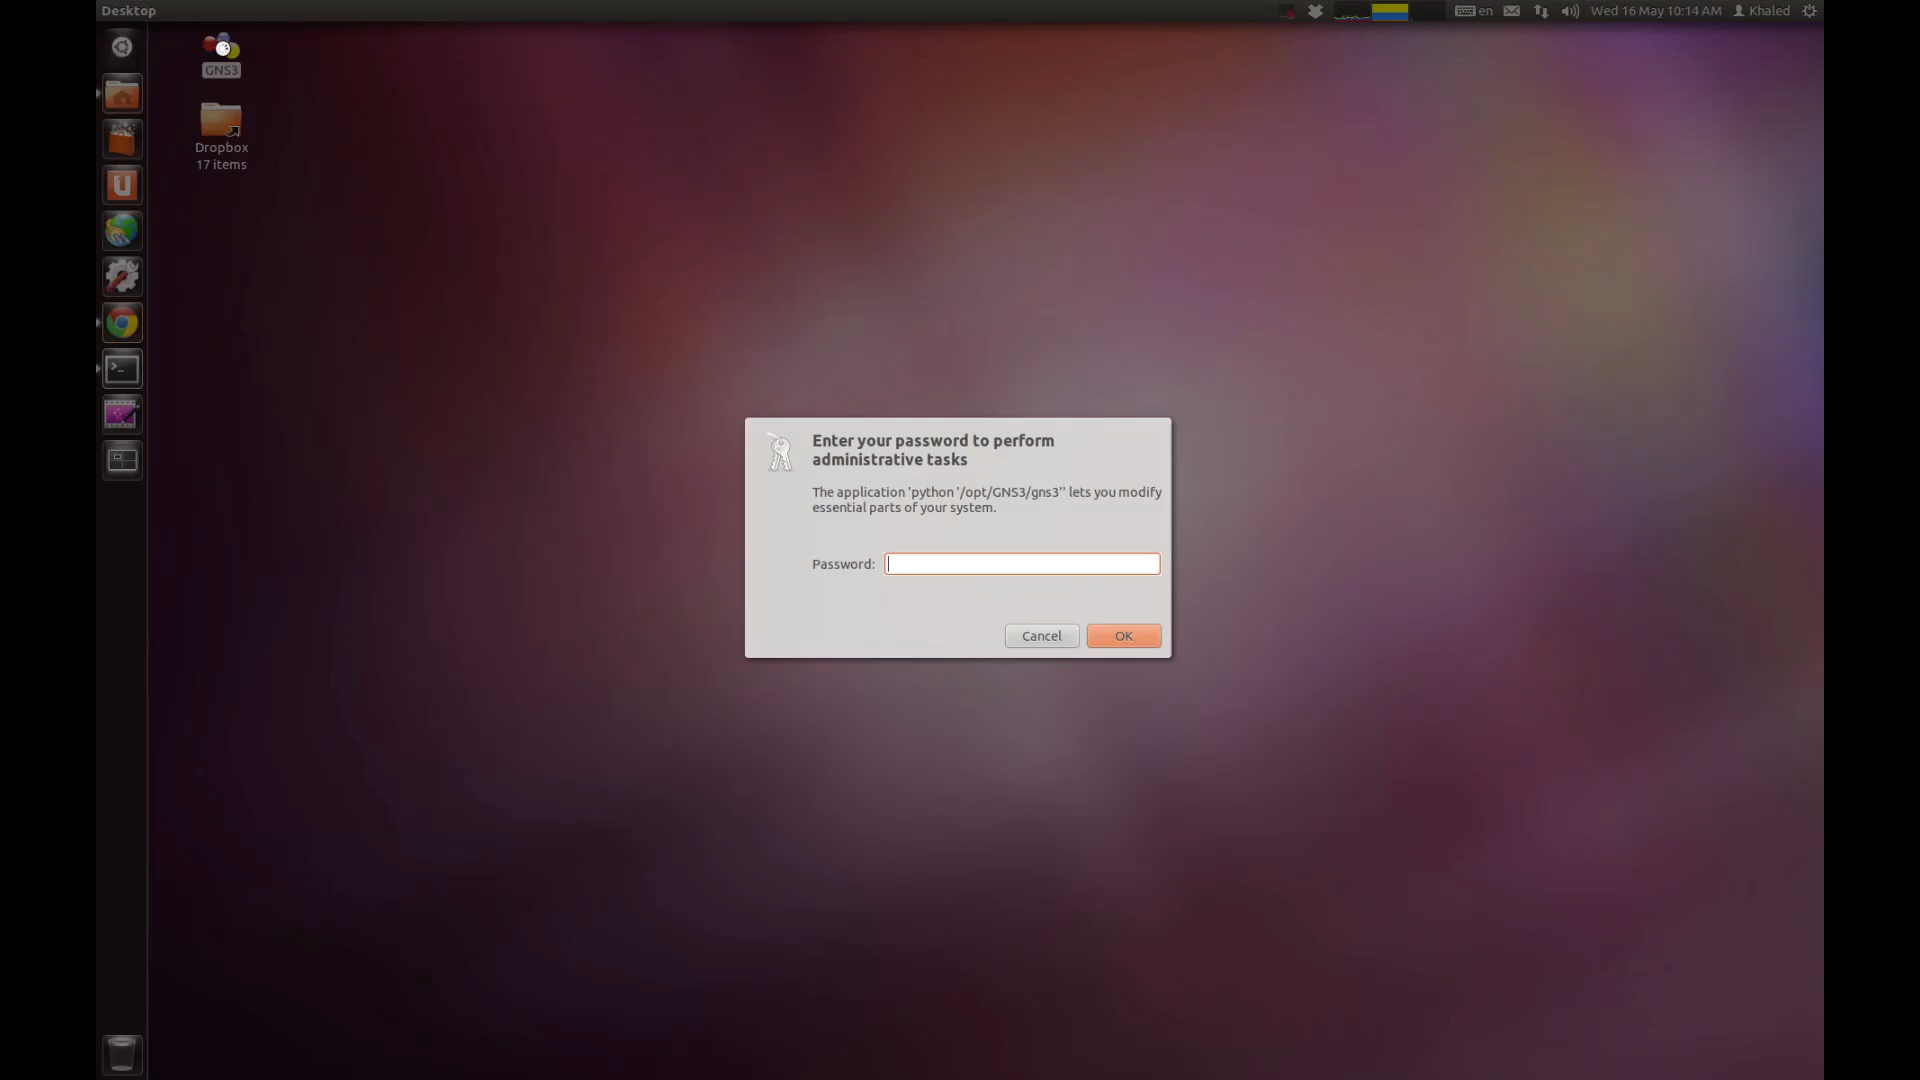 Desktop
en
Wed 16 May 10:14 AM
Khaled
GNS3
Dropbox
17 items
Enter your password to perform
administrative tasks
The application 'python '/opt/GNS3/gns3'' lets you modify
essential parts of your system.
Password:
Cancel
OK